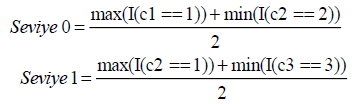 Seviye 0 = (max(I(c1 == 1)) + min(I(c2 == 2))) / 2
Seviye 1 = (max(I(c2 == 1)) + min(I(c3 == 3))) / 2